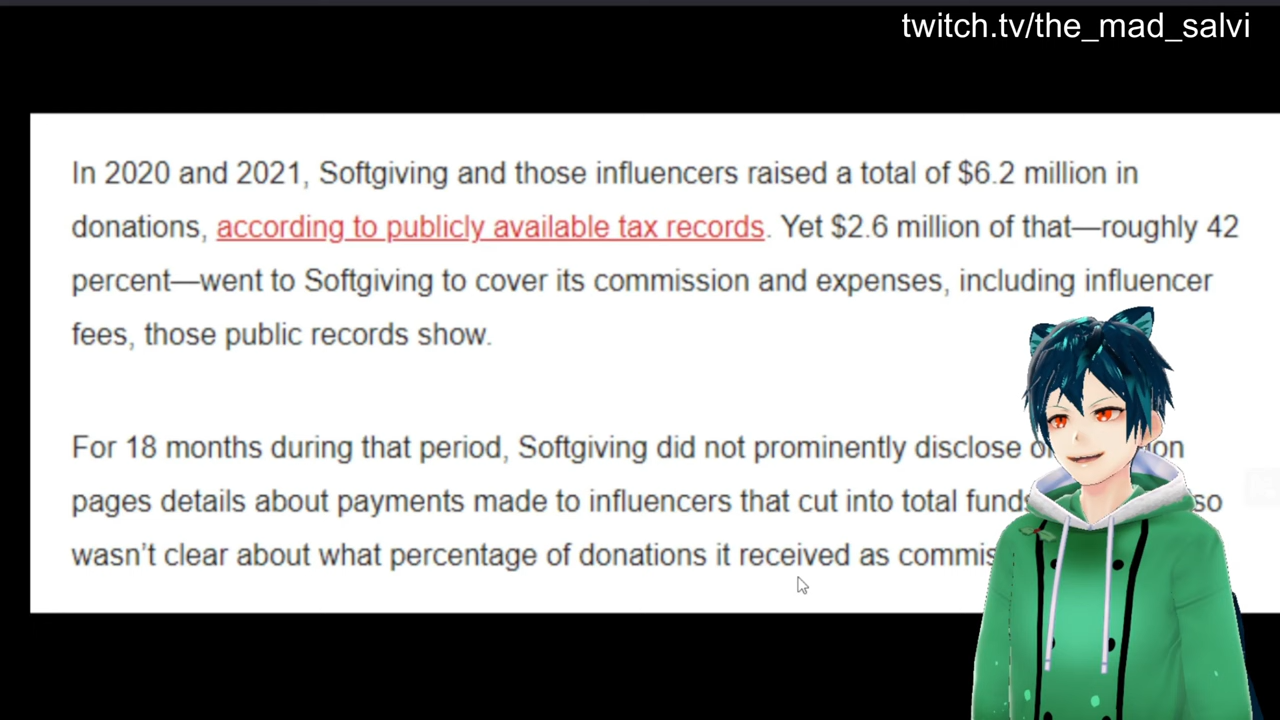 twitch.tv/the_mad_salvi
In 2020 and 2021, Softgiving and those influencers raised a total of $6.2 million in
donations, according to publicly available tax records. Yet $2.6 million of that—roughly 42
percent—went to Softgiving to cover its commission and expenses, including influencer
fees, those public records show.
For 18 months during that period, Softgiving did not prominently disclose
pages details about payments made to influencers that cut into total so
wasn't clear about what percentage of donations it received as